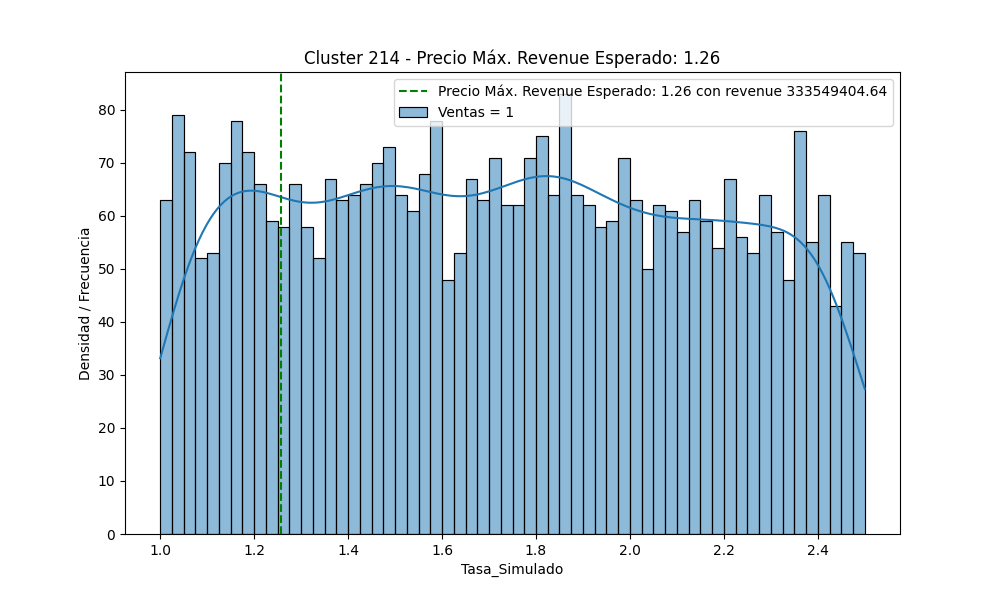 Cluster 214 - Precio Máx. Revenue Esperado: 1.26
Precio Máx. Revenue Esperado: 1.26 con revenue 333549404.64
Ventas = 1
Densidad / Frecuencia
80
70
60
50
40
30
20
10
0
1.0 1.2 1.4 1.6 1.8 2.0 2.2 2.4
Tasa_Simulado